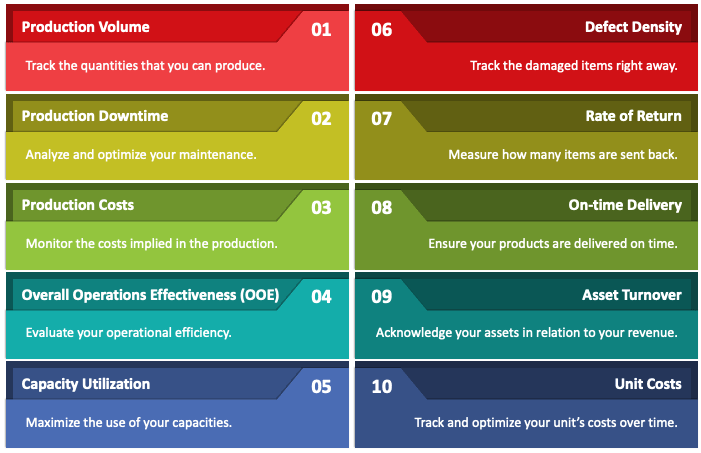 Production Volume
01
Track the quantities that you can produce.
Production Downtime
02
Analyze and optimize your maintenance.
Production Costs
03
Monitor the costs implied in the production.
Overall Operations Effectiveness (OOE)
04
Evaluate your operational efficiency.
Capacity Utilization
05
Maximize the use of your capacities.
06
Defect Density
Track the damaged items right away.
07
Rate of Return
Measure how many items are sent back.
08
On-time Delivery
Ensure your products are delivered on time.
09
Asset Turnover
Acknowledge your assets in relation to your revenue.
10
Unit Costs
Track and optimize your unit’s costs over time.